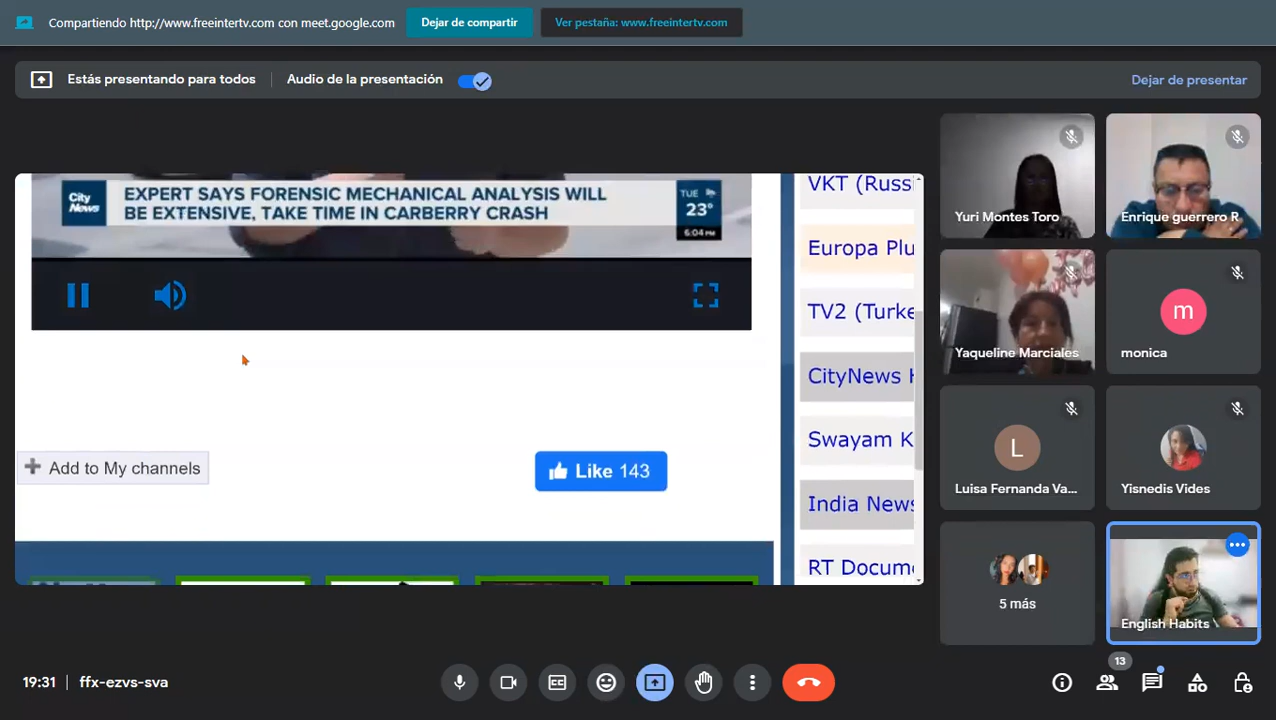 Compartiendo http://www.freeintertv.com con meet.google.com
Dejar de compartir
Ver pestaña: www.freeintertv.com
Estás presentando para todos
Audio de la presentación
Dejar de presentar
City News
EXPERT SAYS FORENSIC MECHANICAL ANALYSIS WILL
BE EXTENSIVE, TAKE TIME IN CARBERRY CRASH
TUE
23°
6:04 PM
VKT (Russi
Europa Plu
TV2 (Turke
CityNews
Swayam K
India News
RT Docume
Add to My channels
Like 143
Yuri Montes Toro
Enrique guerrero R
Yaqueline Marciales
m
monica
L
Luisa Fernanda Va...
Yisnedis Vides
5 más
English Habits
19:31
ffx-ezvs-sva
13